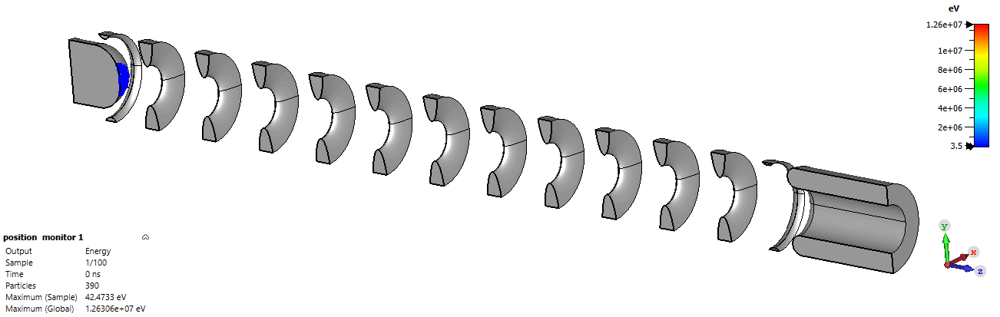 eV
1.26e+07
1e+07
8e+06
6e+06
4e+06
2e+06
3.5
y
x
z
position monitor 1
Output Energy
Sample 1/100
Time 0 ns
Particles 390
Maximum (Sample) 42.4733 eV
Maximum (Global) 1.26306e+07 eV